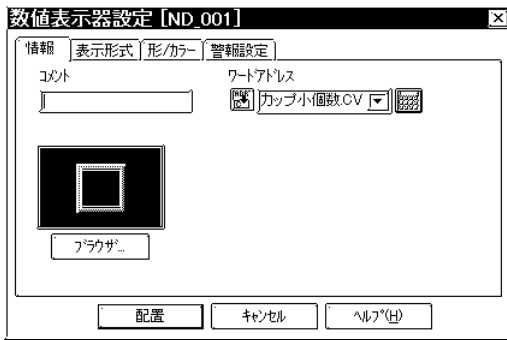 数値表示器設定 [ND_001]
情報 表示形式 形/カラー 警報設定
コメント ワードアドレス
カップ小個数.CV
ブラウザ...
配置 キャンセル ヘルプ(H)